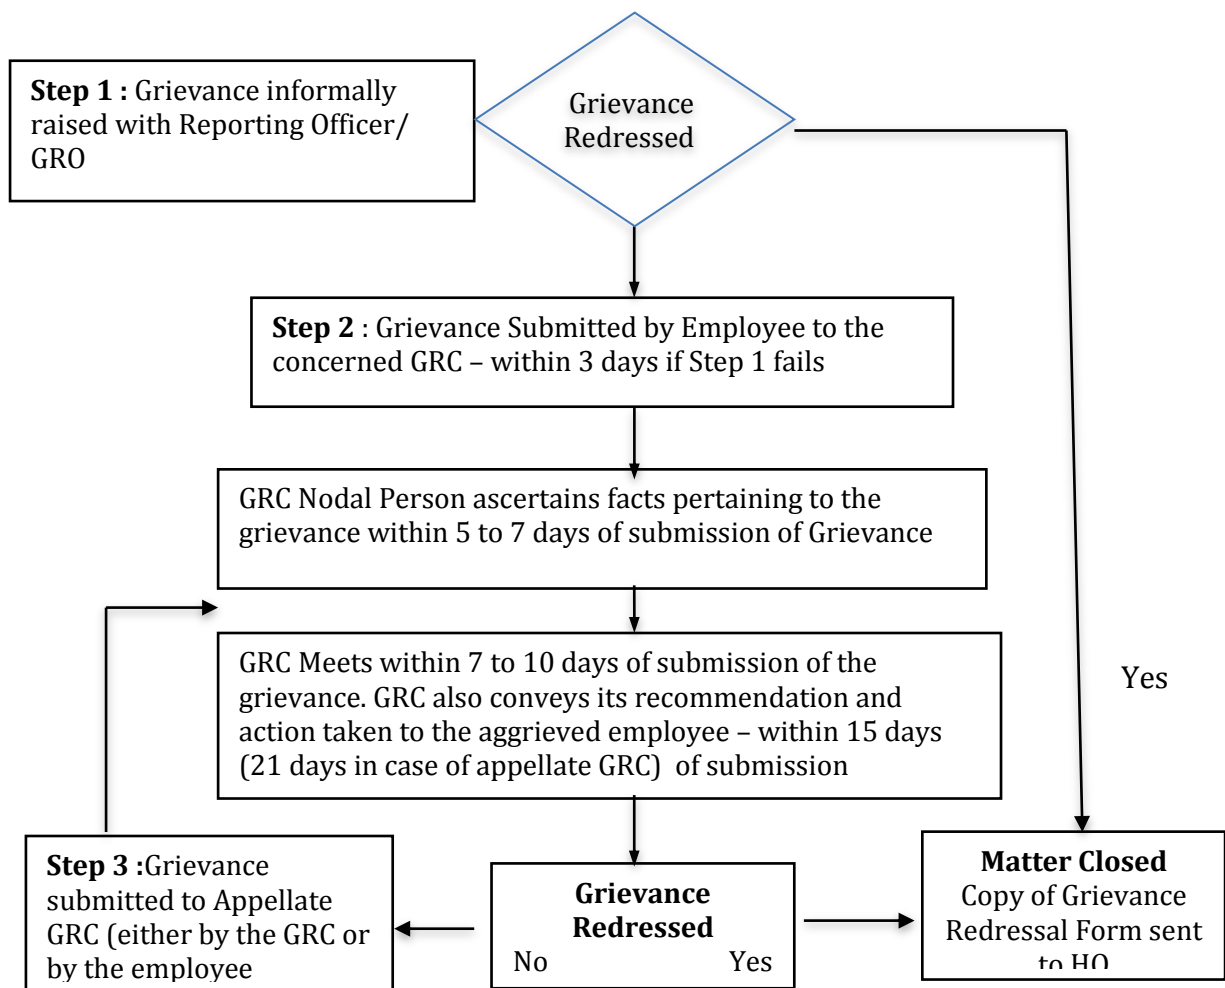 Step 1 : Grievance informally
raised with Reporting Officer/
GRO
Grievance
Redressed
Step 2 : Grievance Submitted by Employee to the
concerned GRC – within 3 days if Step 1 fails
GRC Nodal Person ascertains facts pertaining to the
grievance within 5 to 7 days of submission of Grievance
GRC Meets within 7 to 10 days of submission of the
grievance. GRC also conveys its recommendation and
action taken to the aggrieved employee – within 15 days
(21 days in case of appellate GRC) of submission
Yes
Step 3 :Grievance
submitted to Appellate
GRC (either by the GRC or
by the employee
Grievance
Redressed
No Yes
Matter Closed
Copy of Grievance
Redressal Form sent
to HO